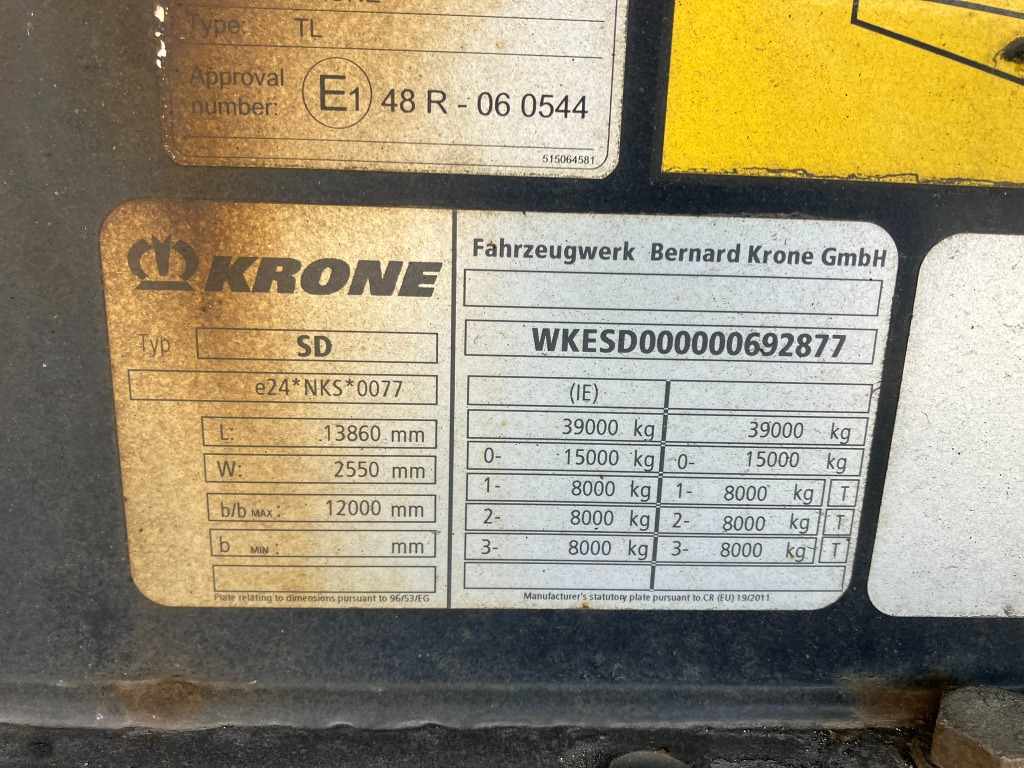 Type: TL
Approval
number: E1 48 R - 06 0544
515064581
KRONE
Typ SD
e24*NKS*0077
L: 13860 mm
W: 2550 mm
b/b MAX: 12000 mm
b MIN: mm
Plate relating to dimensions pursuant to 96/53/EG
Fahrzeugwerk Bernard Krone GmbH
WKESD000000692877
(IE)
39000 kg 39000 kg
0- 15000 kg 0- 15000 kg
1- 8000 kg 1- 8000 kg T
2- 8000 kg 2- 8000 kg T
3- 8000 kg 3- 8000 kg T
Manufacturer's statutory plate pursuant to CR (EU) 19/2011